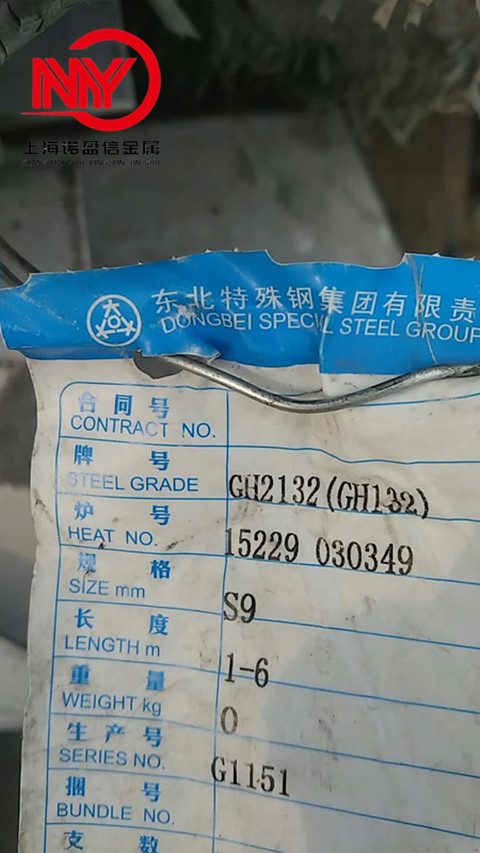 NY
上海诺盈信金属
东北特殊钢集团有限责
DONGBEI SPECIAL STEEL GROUP
合同号
CONTRACT NO.
牌号
STEEL GRADE
GH2132(GH132)
炉号
HEAT NO.
15229 030349
规格
SIZE mm
S9
长度
LENGTH m
1-6
重量
WEIGHT kg
0
生产号
SERIES NO.
G1151
捆号
BUNDLE NO.
支数